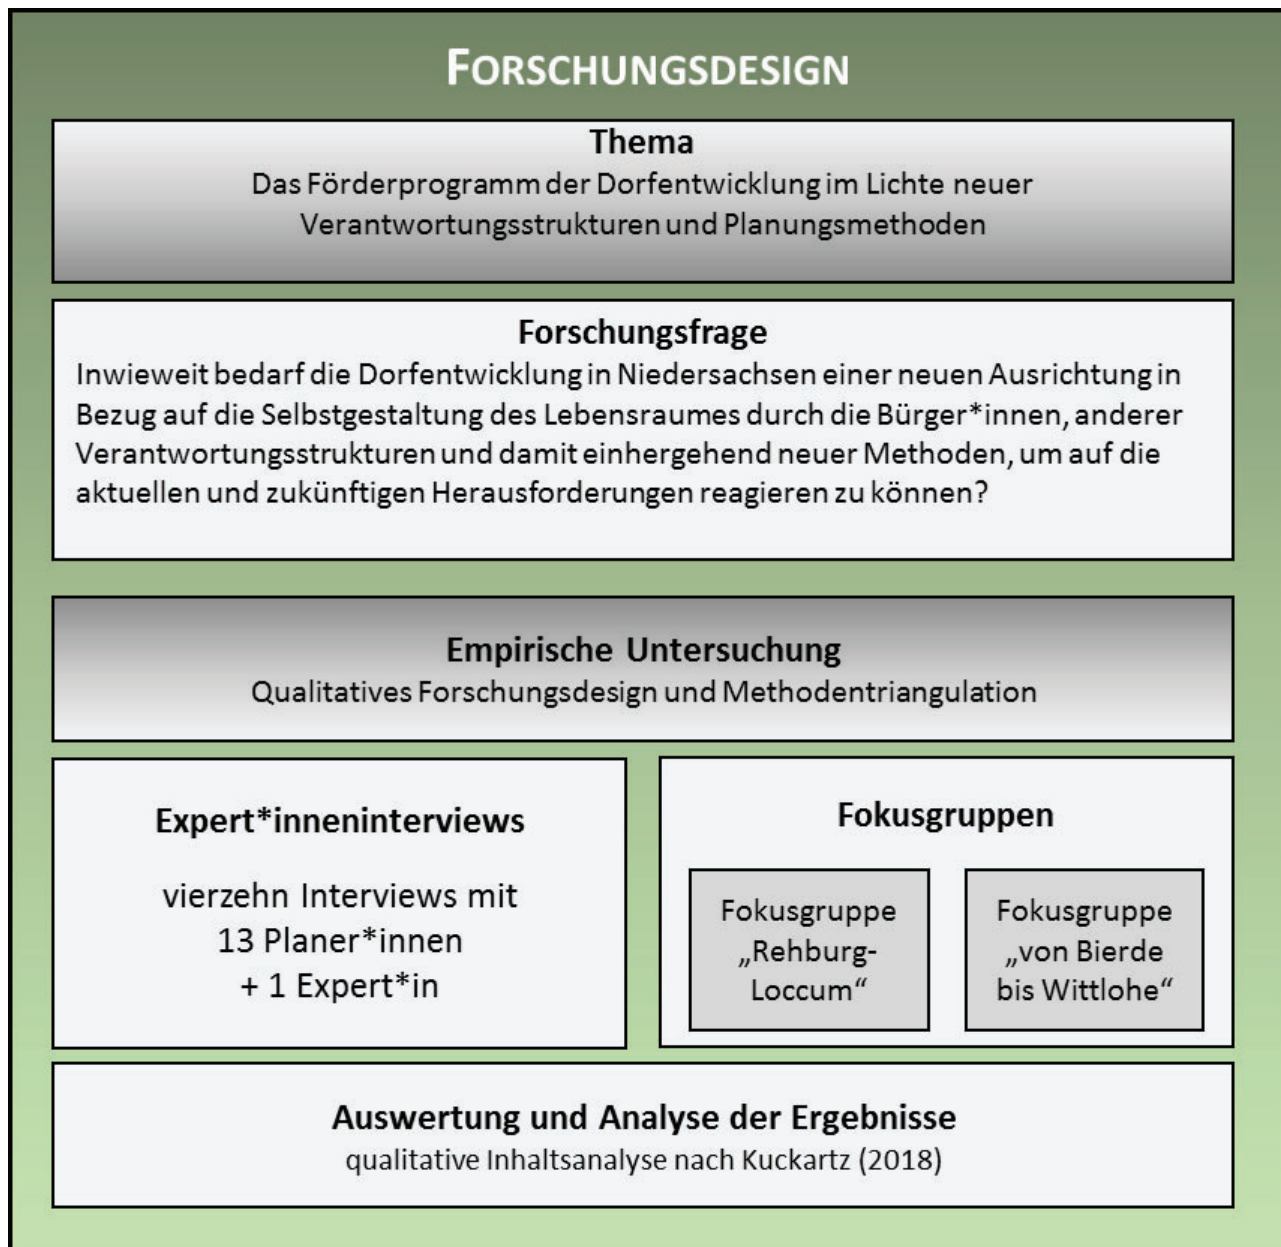 FORSCHUNGSDESIGN
Thema
Das Förderprogramm der Dorfentwicklung im Lichte neuer
Verantwortungsstrukturen und Planungsmethoden
Forschungsfrage
Inwieweit bedarf die Dorfentwicklung in Niedersachsen einer neuen Ausrichtung in
Bezug auf die Selbstgestaltung des Lebensraumes durch die Bürger*innen, anderer
Verantwortungsstrukturen und damit einhergehend neuer Methoden, um auf die
aktuellen und zukünftigen Herausforderungen reagieren zu können?
Empirische Untersuchung
Qualitatives Forschungsdesign und Methodentriangulation
Expert*inneninterviews
vierzehn Interviews mit
13 Planer*innen
+ 1 Expert*in
Fokusgruppen
Fokusgruppe
„Rehburg-
Loccum“
Fokusgruppe
„von Bierde
bis Wittlohe“
Auswertung und Analyse der Ergebnisse
qualitative Inhaltsanalyse nach Kuckartz (2018)